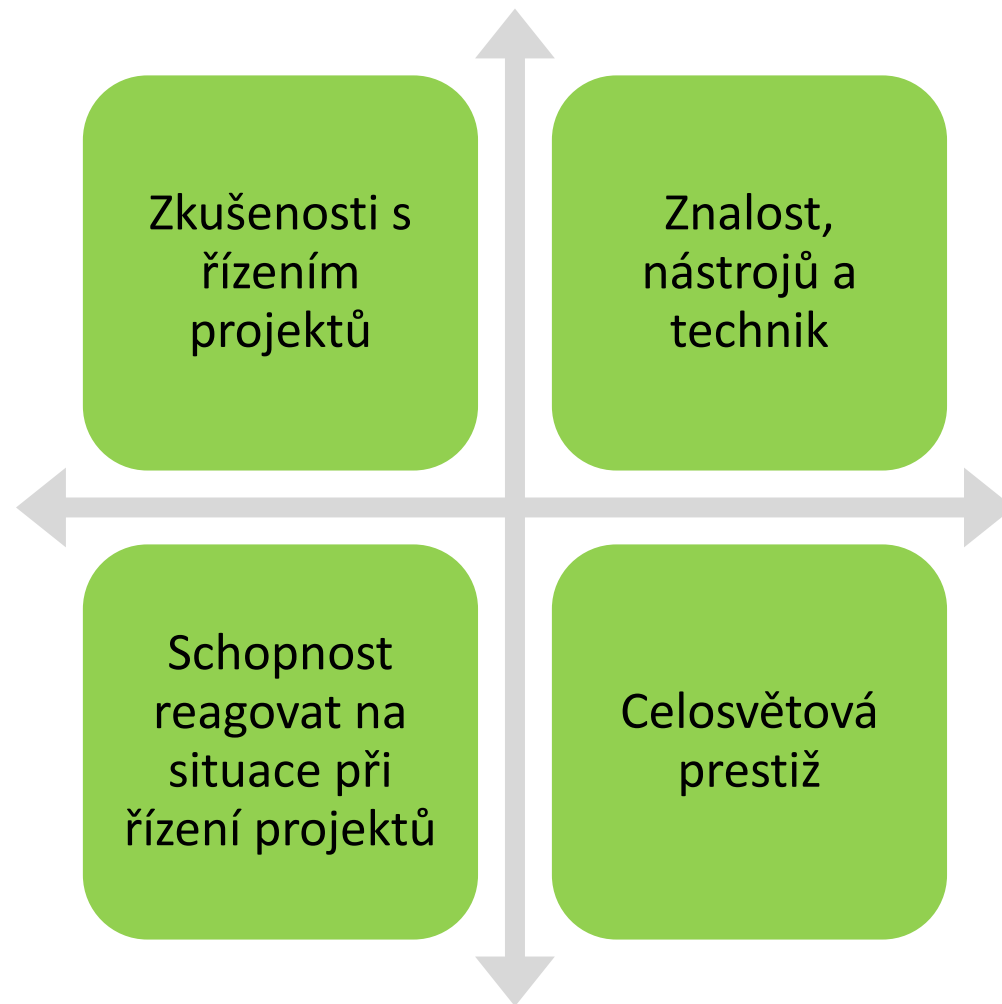 Zkušenosti s
řízením
projektů
Znalost,
nástrojů a
technik
Schopnost
reagovat na
situace při
řízení projektů
Celosvětová
prestiž